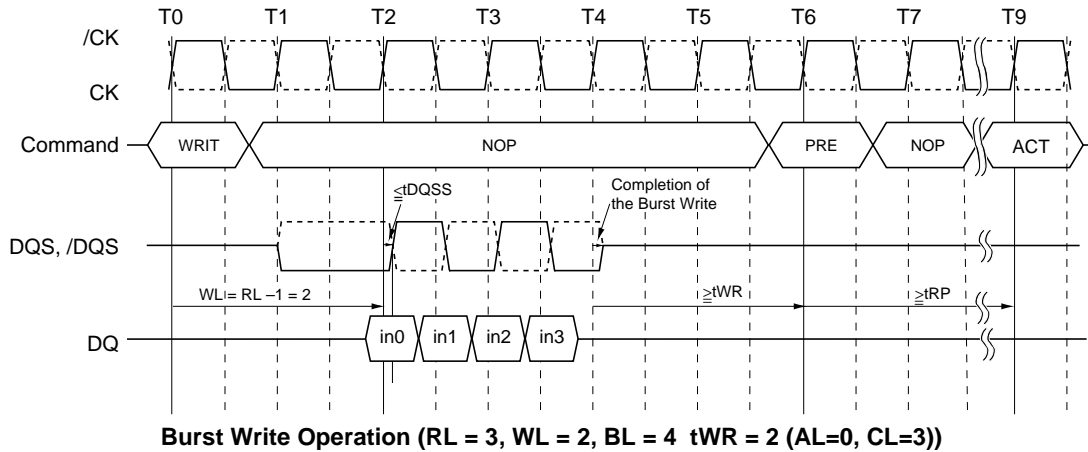 T0 T1 T2 T3 T4 T5 T6 T7 T9
/CK
CK
Command WRIT NOP PRE NOP ACT
≦tDQSS
Completion of
the Burst Write
DQS, /DQS
WL = RL –1 = 2 ≧tWR ≧tRP
DQ in0 in1 in2 in3
Burst Write Operation (RL = 3, WL = 2, BL = 4 tWR = 2 (AL=0, CL=3))